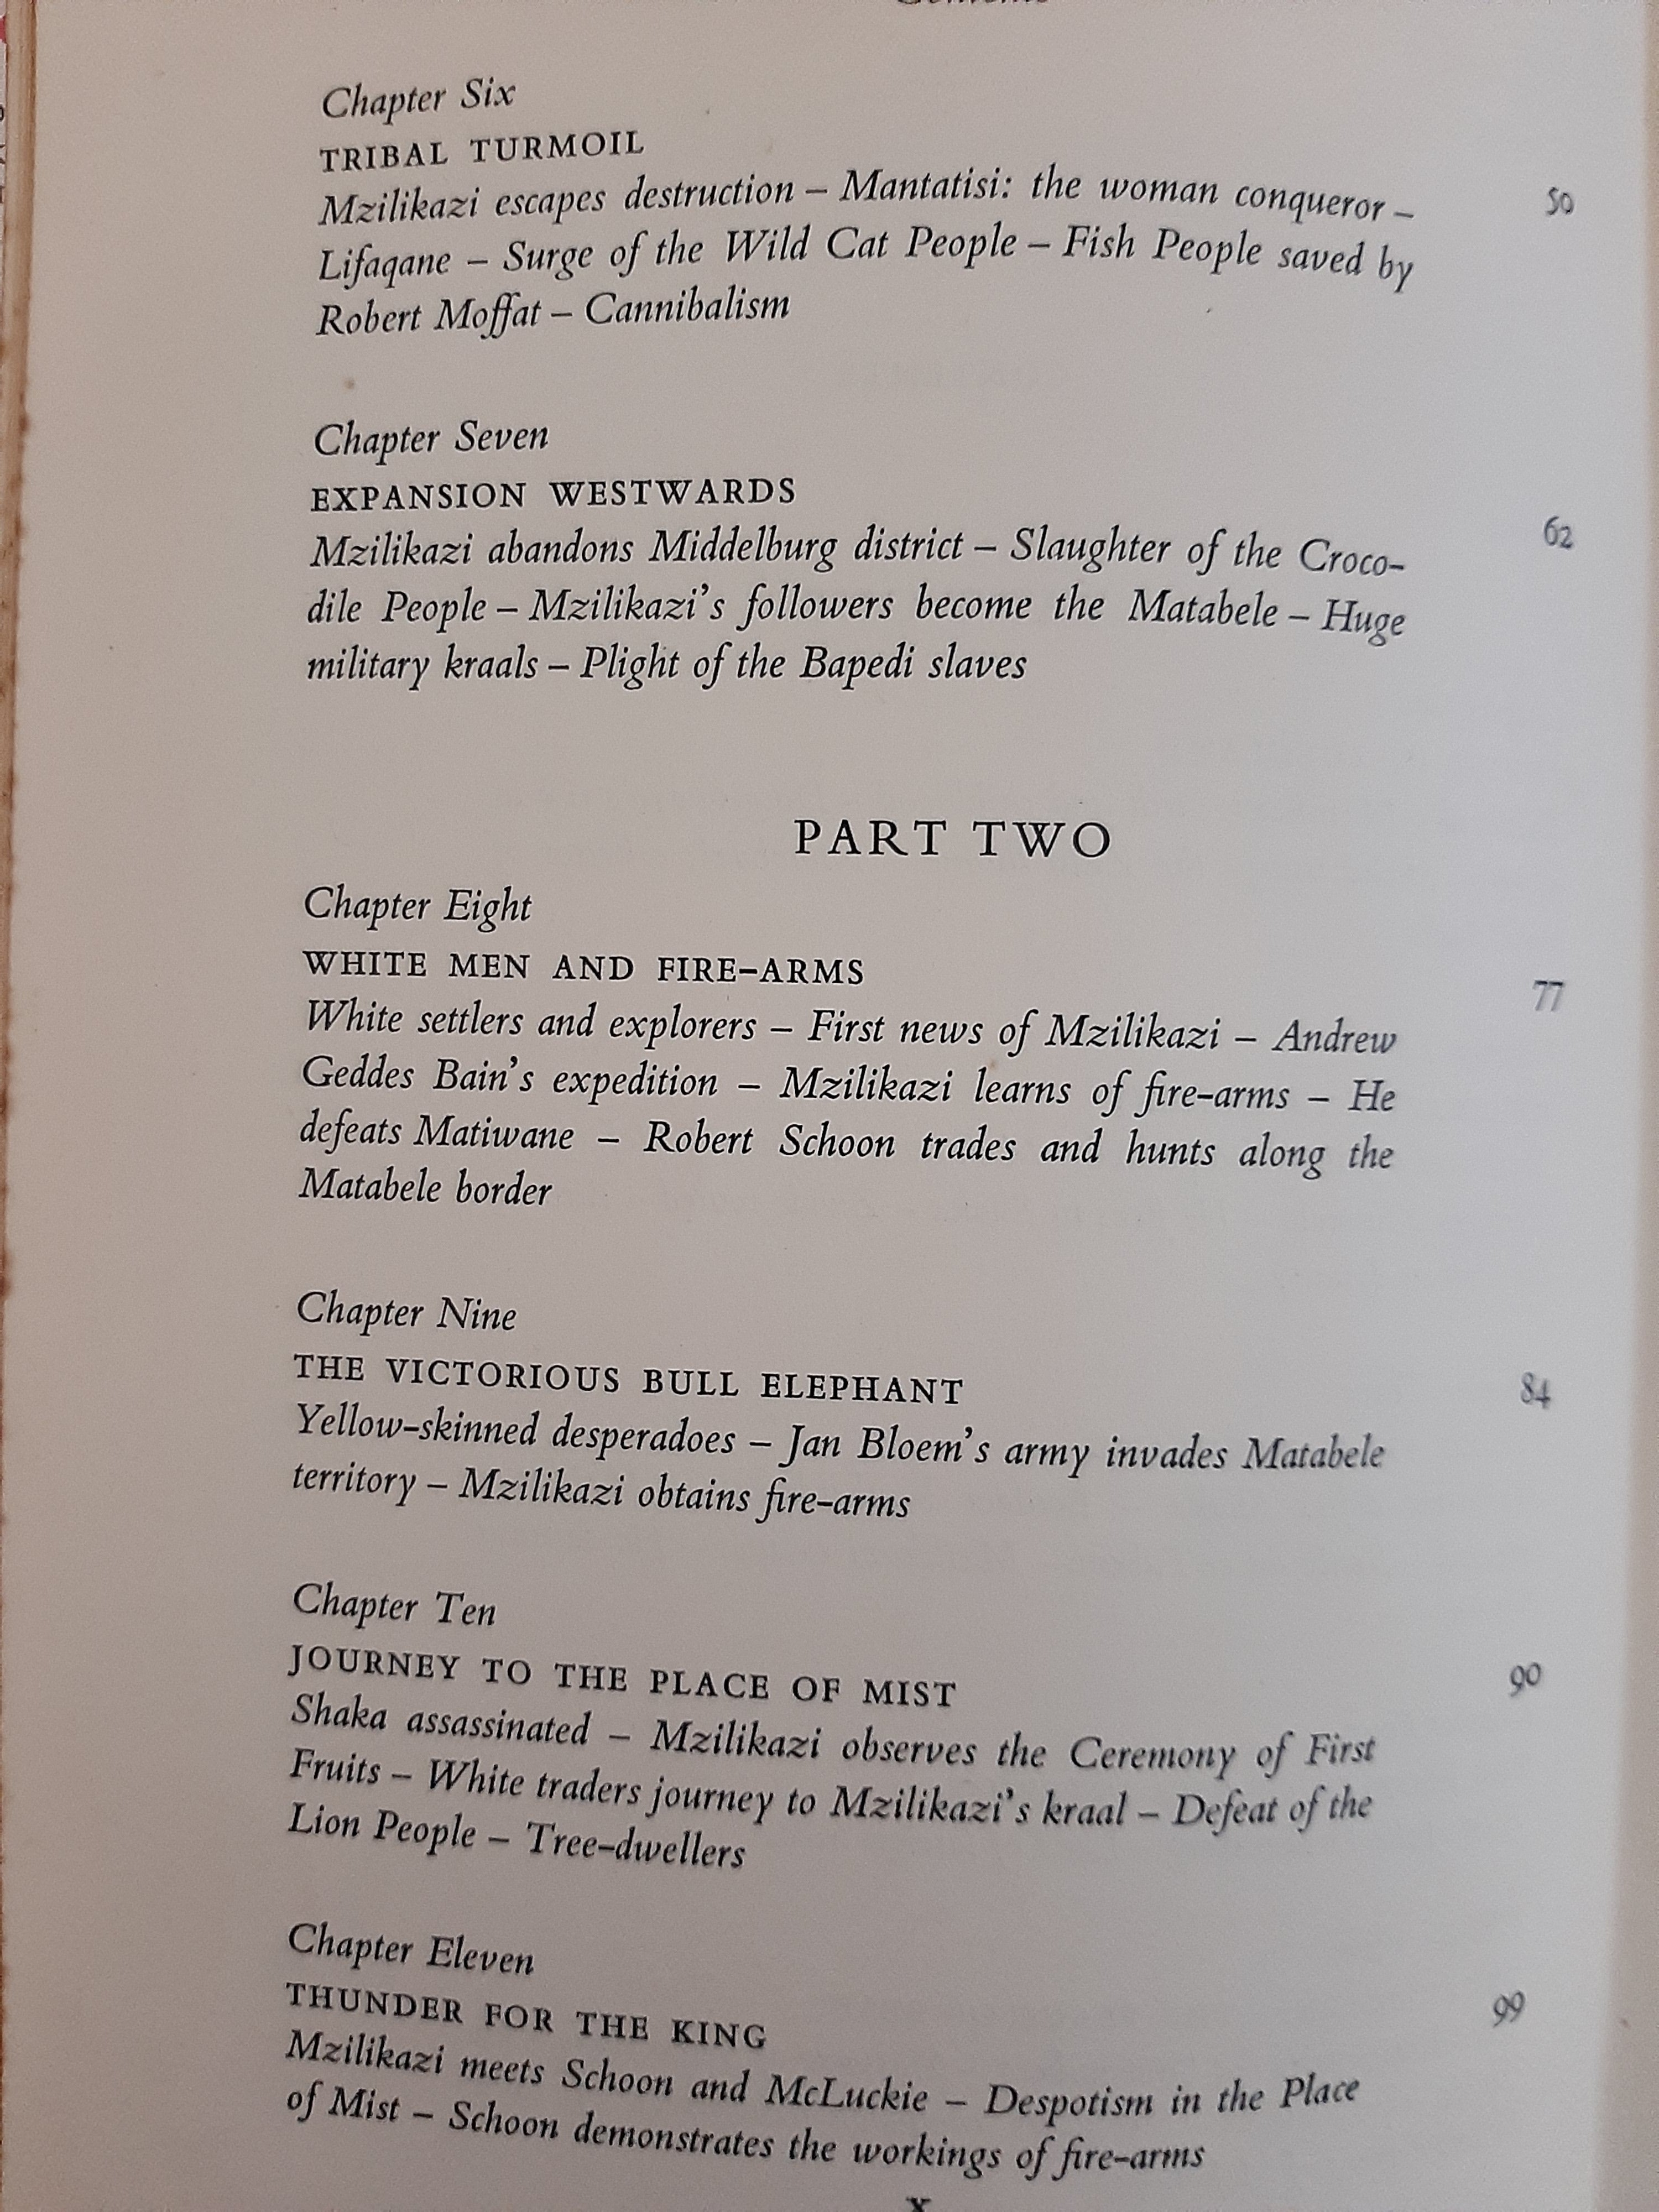 Contents
Chapter Six
TRIBAL TURMOIL
Mzilikazi escapes destruction – Mantatisi: the woman conqueror – 50
Lifaqane – Surge of the Wild Cat People – Fish People saved by
Robert Moffat – Cannibalism
Chapter Seven
EXPANSION WESTWARDS
Mzilikazi abandons Middelburg district – Slaughter of the Croco- 62
dile People – Mzilikazi's followers become the Matabele – Huge
military kraals – Plight of the Bapedi slaves
PART TWO
Chapter Eight
WHITE MEN AND FIRE-ARMS 77
White settlers and explorers – First news of Mzilikazi – Andrew
Geddes Bain's expedition – Mzilikazi learns of fire-arms – He
defeats Matiwane – Robert Schoon trades and hunts along the
Matabele border
Chapter Nine
THE VICTORIOUS BULL ELEPHANT 84
Yellow-skinned desperadoes – Jan Bloem's army invades Matabele
territory – Mzilikazi obtains fire-arms
Chapter Ten
JOURNEY TO THE PLACE OF MIST 90
Shaka assassinated – Mzilikazi observes the Ceremony of First
Fruits – White traders journey to Mzilikazi's kraal – Defeat of the
Lion People – Tree-dwellers
Chapter Eleven
THUNDER FOR THE KING 99
Mzilikazi meets Schoon and McLuckie – Despotism in the Place
of Mist – Schoon demonstrates the workings of fire-arms
x